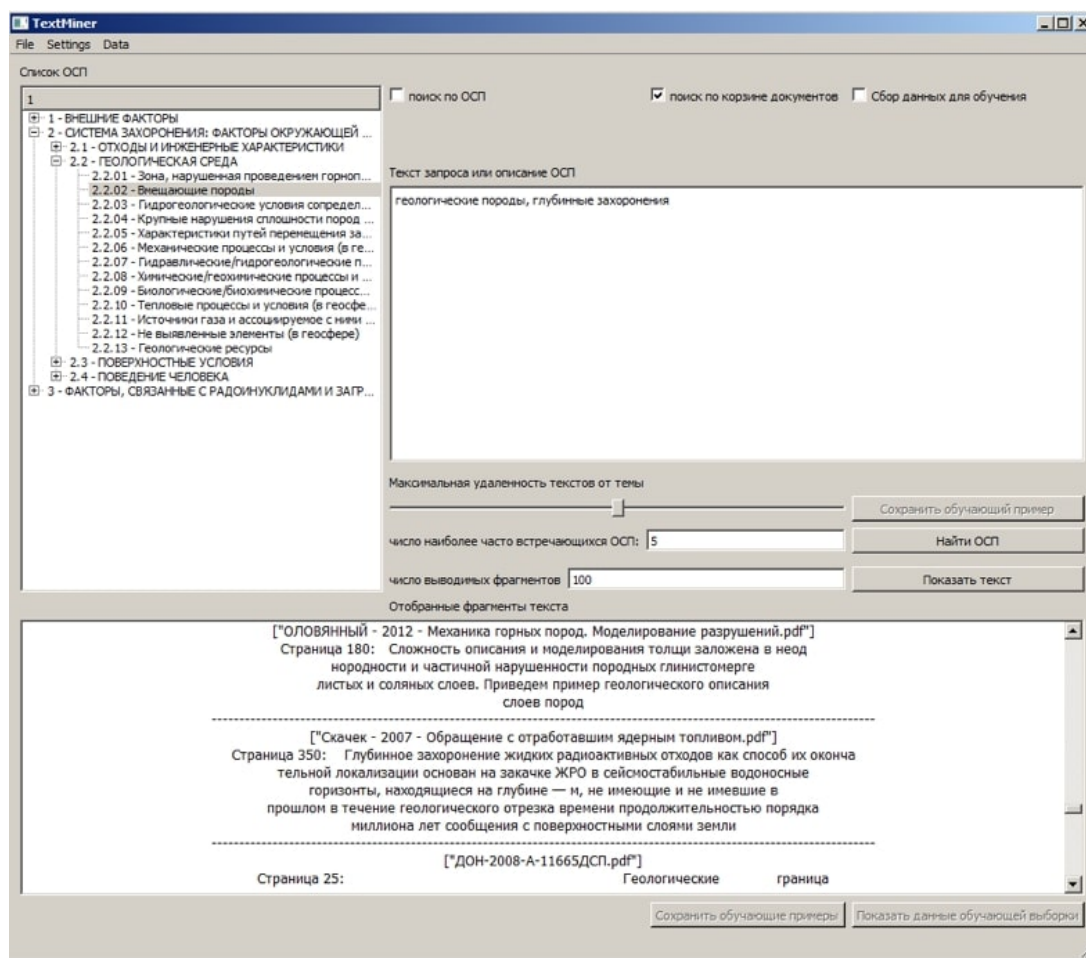 TextMiner
File Settings Data
Список ОСП
1
1 - ВНЕШНИЕ ФАКТОРЫ
2 - СИСТЕМА ЗАХОРОНЕНИЯ: ФАКТОРЫ ОКРУЖАЮЩЕЙ ...
2.1 - ОТХОДЫ И ИНЖЕНЕРНЫЕ ХАРАКТЕРИСТИКИ
2.2 - ГЕОЛОГИЧЕСКАЯ СРЕДА
2.2.01 - Зона, нарушенная проведением горноп...
2.2.02 - Вмещающие породы
2.2.03 - Гидрогеологические условия сопредел...
2.2.04 - Крупные нарушения сплошности пород ...
2.2.05 - Характеристики путей перемещения за...
2.2.06 - Механические процессы и условия (в ге...
2.2.07 - Гидравлические/гидрогеологические п...
2.2.08 - Химические/геохимические процессы и ...
2.2.09 - Биологические/биохимические процесс...
2.2.10 - Тепловые процессы и условия (в геосфе...
2.2.11 - Источники газа и ассоциируемое с ними ...
2.2.12 - Не выявленные элементы (в геосфере)
2.2.13 - Геологические ресурсы
2.3 - ПОВЕРХНОСТНЫЕ УСЛОВИЯ
2.4 - ПОВЕДЕНИЕ ЧЕЛОВЕКА
3 - ФАКТОРЫ, СВЯЗАННЫЕ С РАДОИНУКЛИДАМИ И ЗАГР...
поиск по ОСП поиск по корзине документов Сбор данных для обучения
Текст запроса или описание ОСП
геологические породы, глубинные захоронения
Максимальная удаленность текстов от темы
Сохранить обучающий пример
число наиболее часто встречающихся ОСП: 5 Найти ОСП
число выводимых фрагментов 100 Показать текст
Отобранные фрагменты текста
["ОЛОВЯННЫЙ - 2012 - Механика горных пород. Моделирование разрушений.pdf"]
Страница 180: Сложность описания и моделирования толщи заложена в неод
нородности и частичной нарушенности породных глинистомерге
листых и соляных слоев. Приведем пример геологического описания
слоев пород
["Скачек - 2007 - Обращение с отработавшим ядерным топливом.pdf"]
Страница 350: Глубинное захоронение жидких радиоактивных отходов как способ их оконча
тельной локализации основан на закачке ЖРО в сейсмостабильные водоносные
горизонты, находящиеся на глубине — м, не имеющие и не имевшие в
прошлом в течение геологического отрезка времени продолжительностью порядка
миллиона лет сообщения с поверхностными слоями земли
["ДОН-2008-А-11665ДСП.pdf"]
Страница 25: Геологические граница
Сохранить обучающие примеры Показать данные обучающей выборки